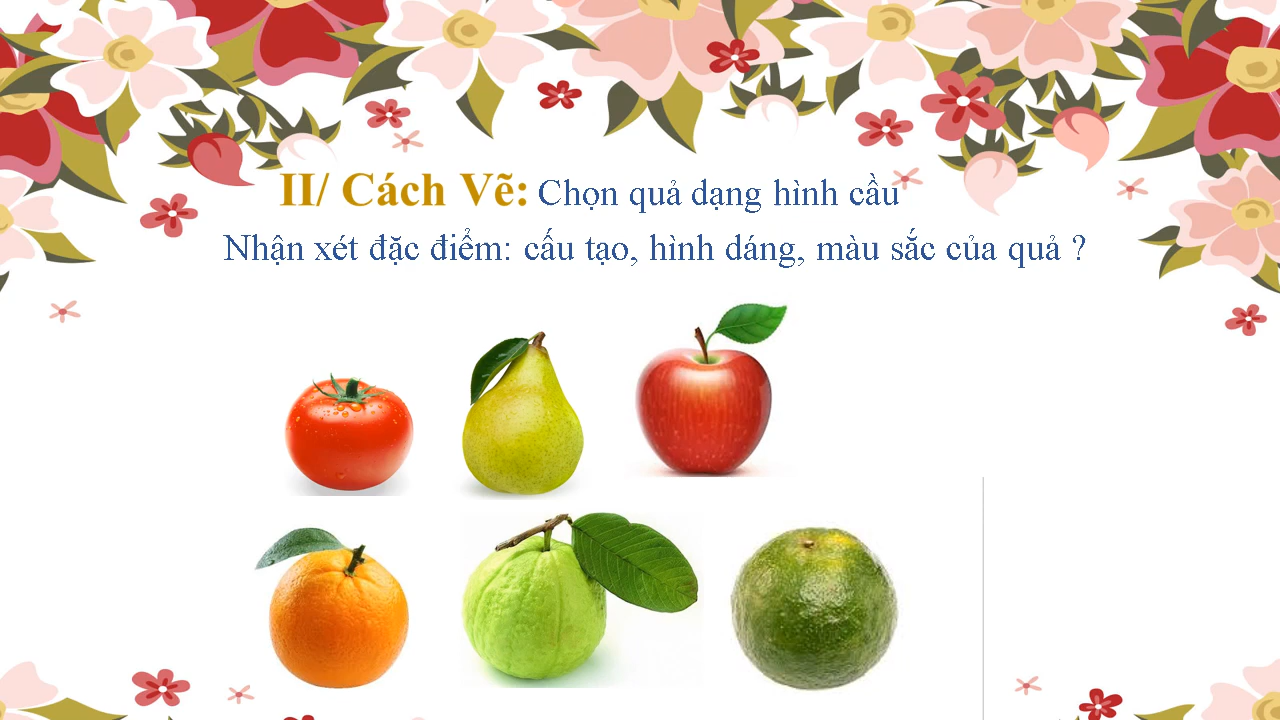 II/ Cách Vẽ: Chọn quả dạng hình cầu
Nhận xét đặc điểm: cấu tạo, hình dáng, màu sắc của quả ?